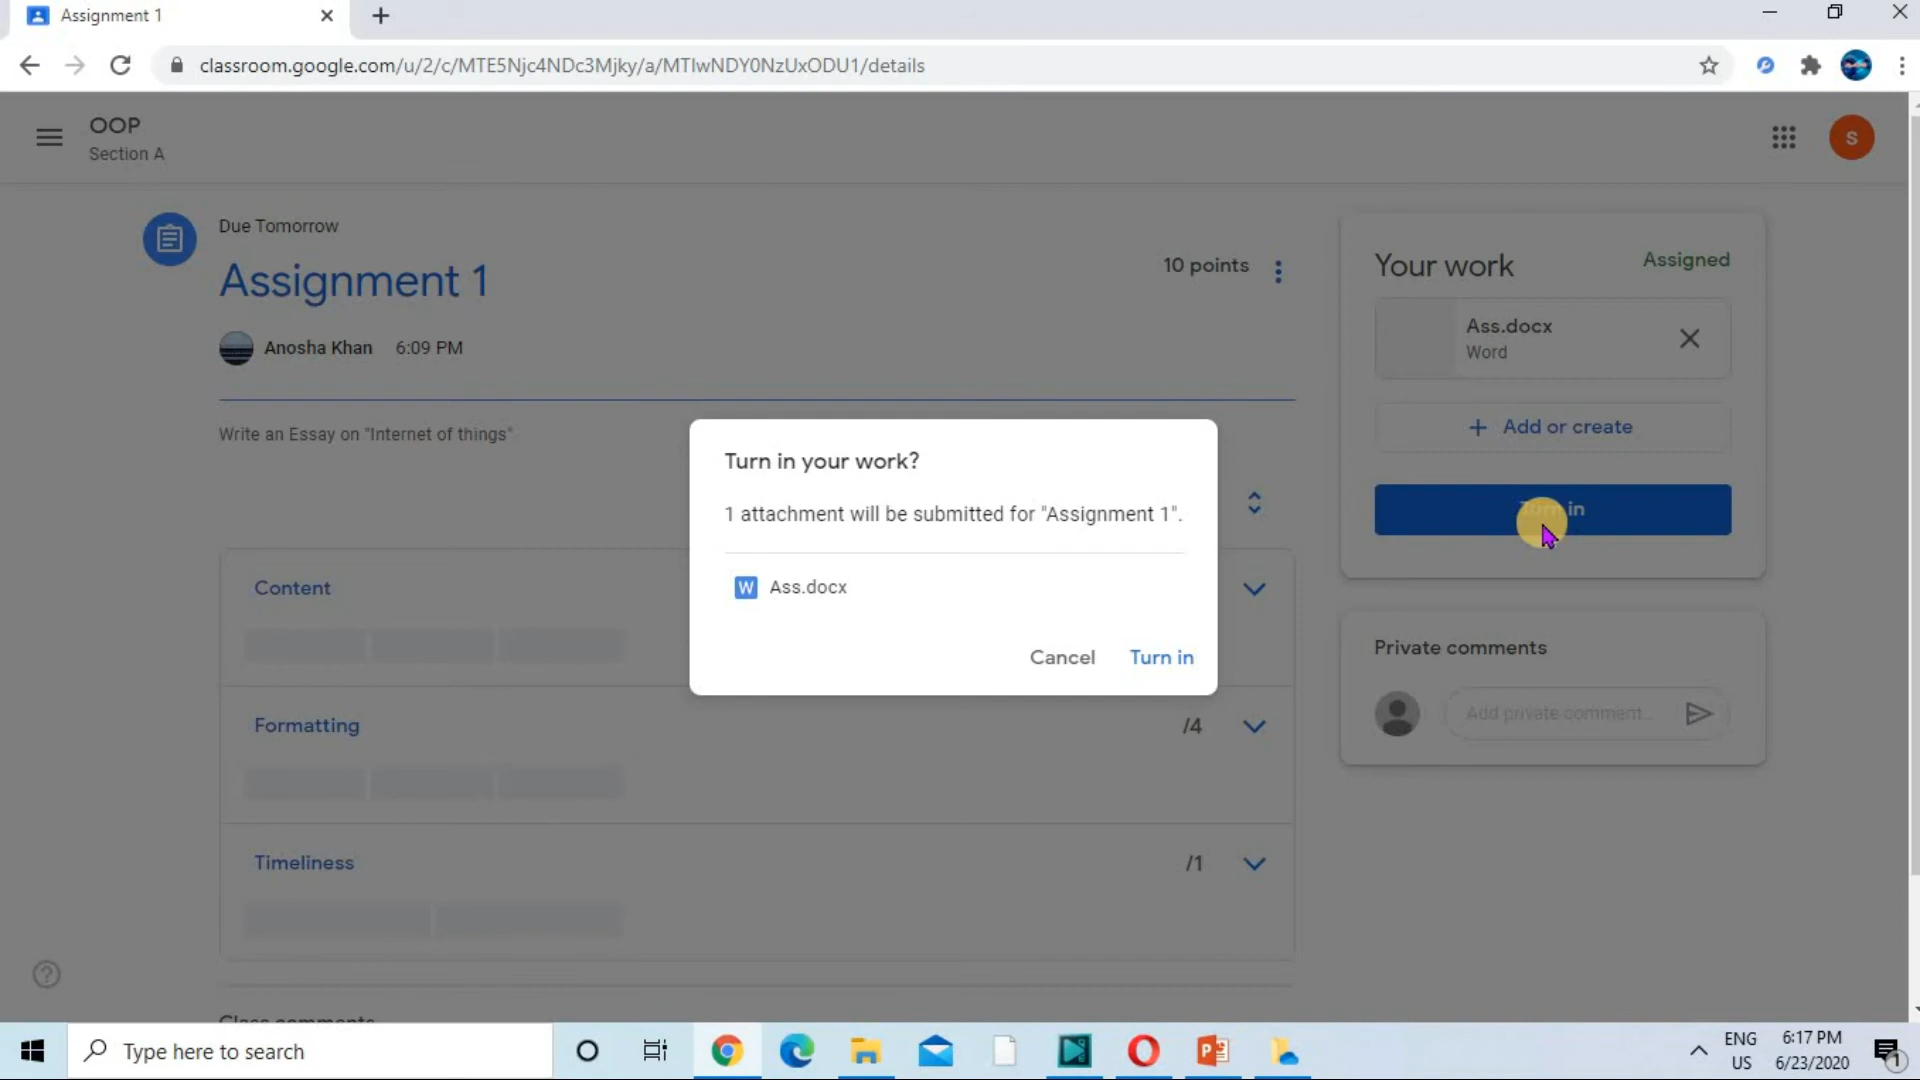 Assignment 1
classroom.google.com/u/2/c/MTE5Njc4NDc3Mjky/a/MTIwNDY0NzUxODU1/details
OOP
Section A
S
Due Tomorrow
Assignment 1
10 points
Anosha Khan 6:09 PM
Write an Essay on "Internet of things"
Your work
Assigned
Ass.docx
Word
+ Add or create
Turn in
Turn in your work?
1 attachment will be submitted for "Assignment 1".
W Ass.docx
Cancel Turn in
Content
Formatting /4
Timeliness /1
Private comments
Add private comment...
Class comments
Type here to search
ENG
US
6:17 PM
6/23/2020
1